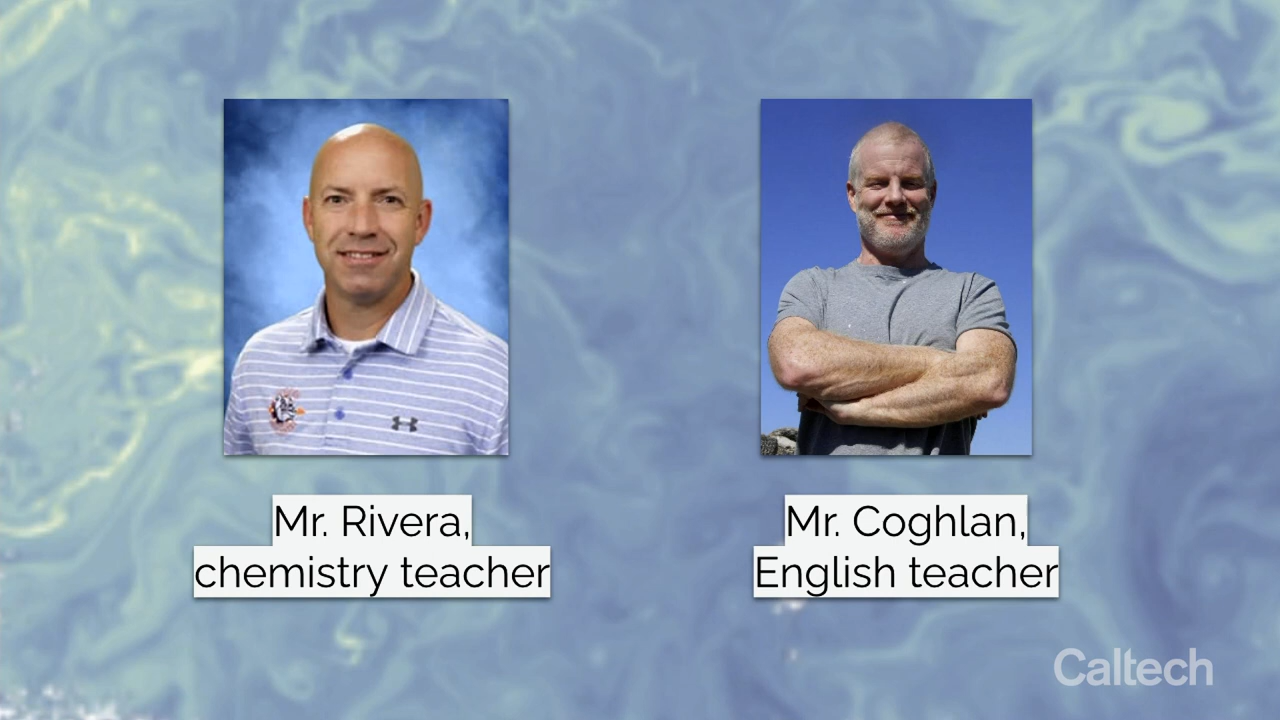 Mr. Rivera,
chemistry teacher
Mr. Coghlan,
English teacher
Caltech